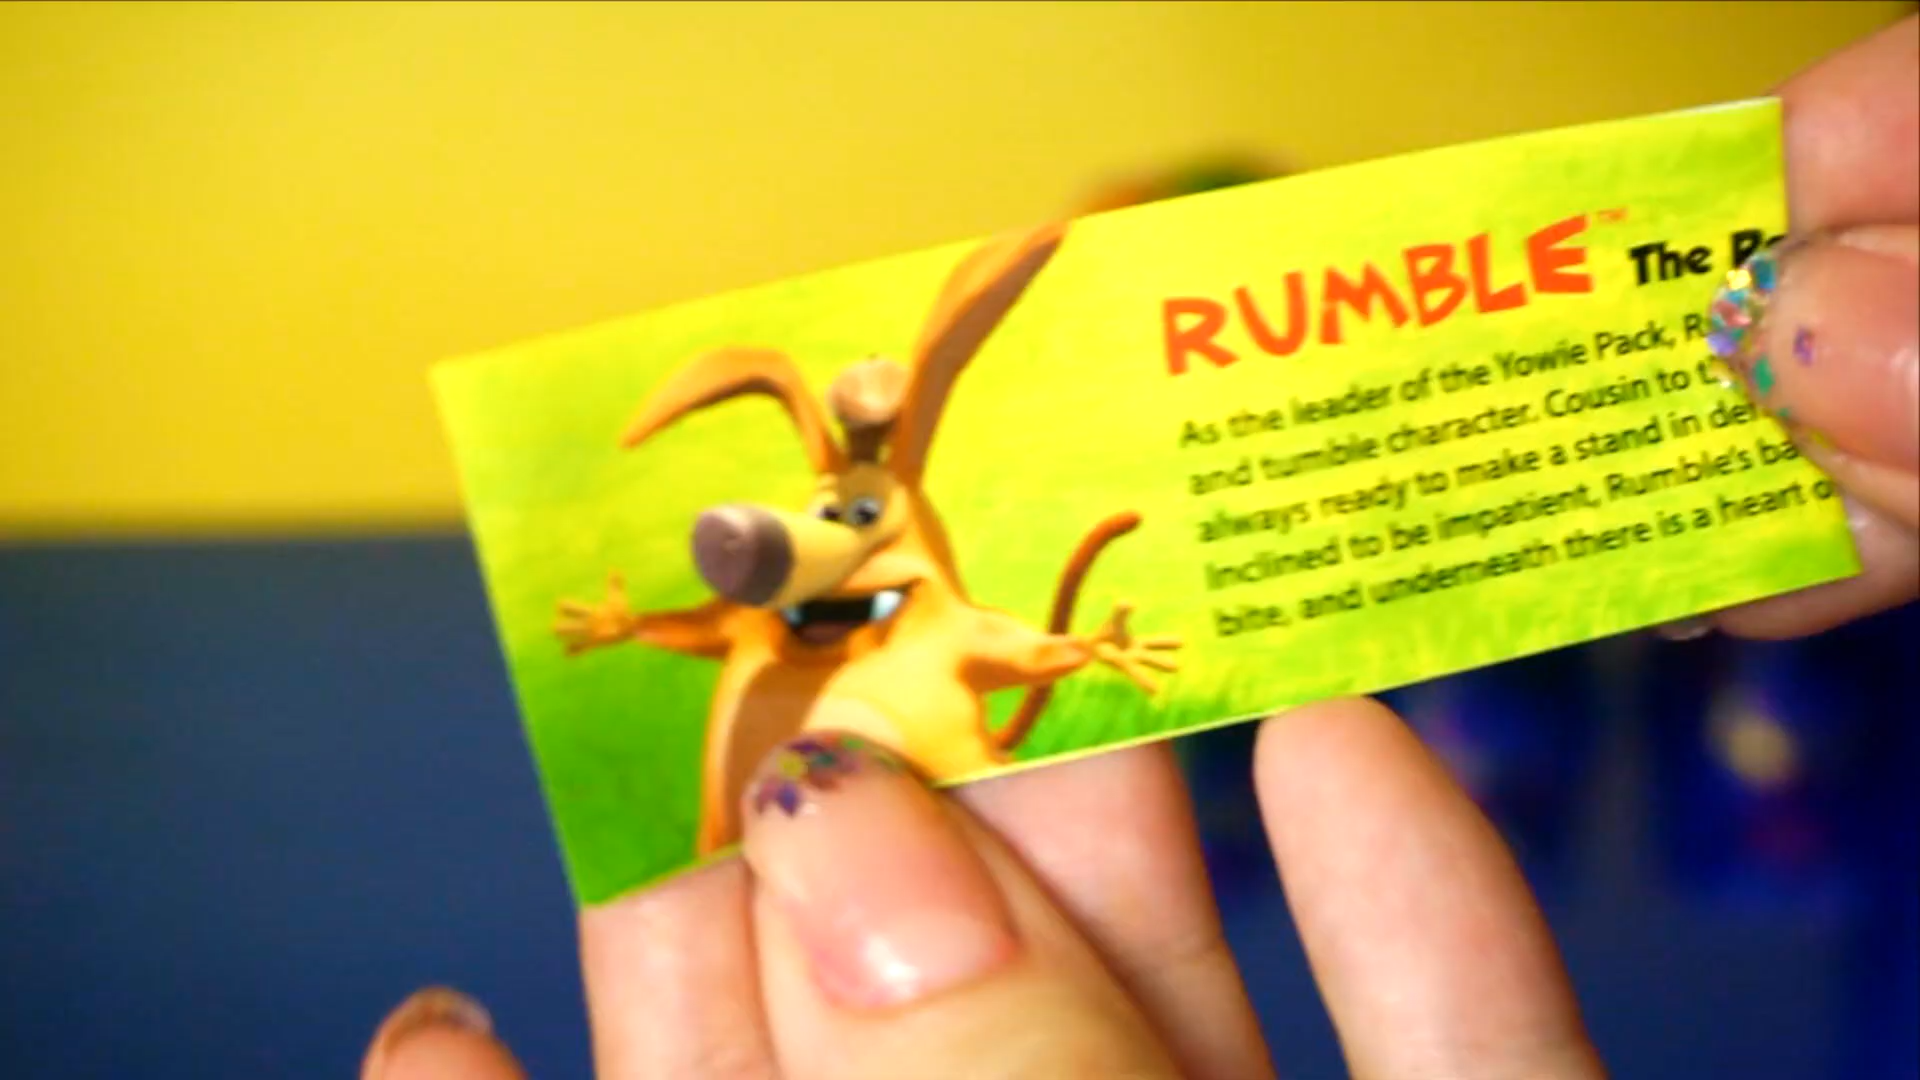 RUMBLE™ The
As the leader of the Yowie Pack,
and tumble character. Cousin to
always ready to make a stand in
Inclined to be impatient, Rumble's
bite, and underneath there is a heart